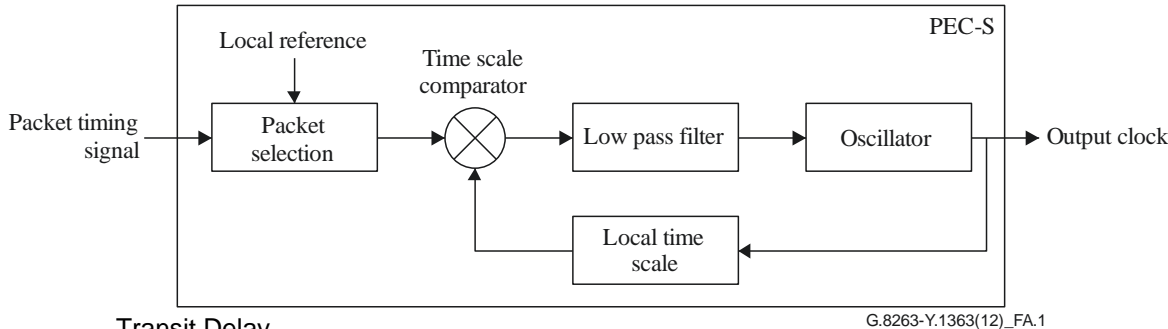 PEC-S
Local reference
Time scale
comparator
Packet timing
signal
Packet
selection
Low pass filter
Oscillator
Output clock
Local time
scale
G.8263-Y.1363(12)_FA.1
Transit Delay